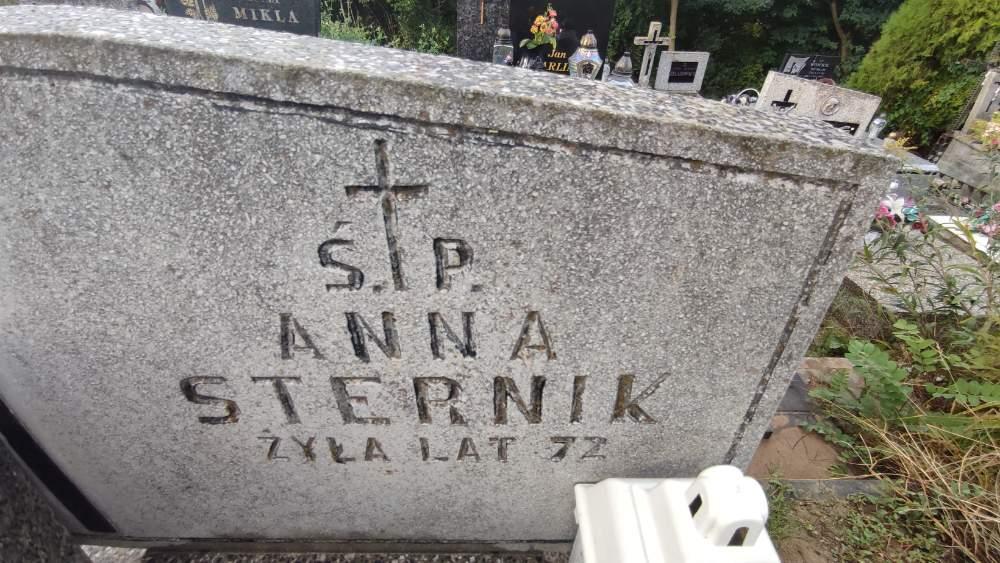 MIKLA
Jan
Ś. P.
ANNA
STERNIK
ŻYŁA LAT 72